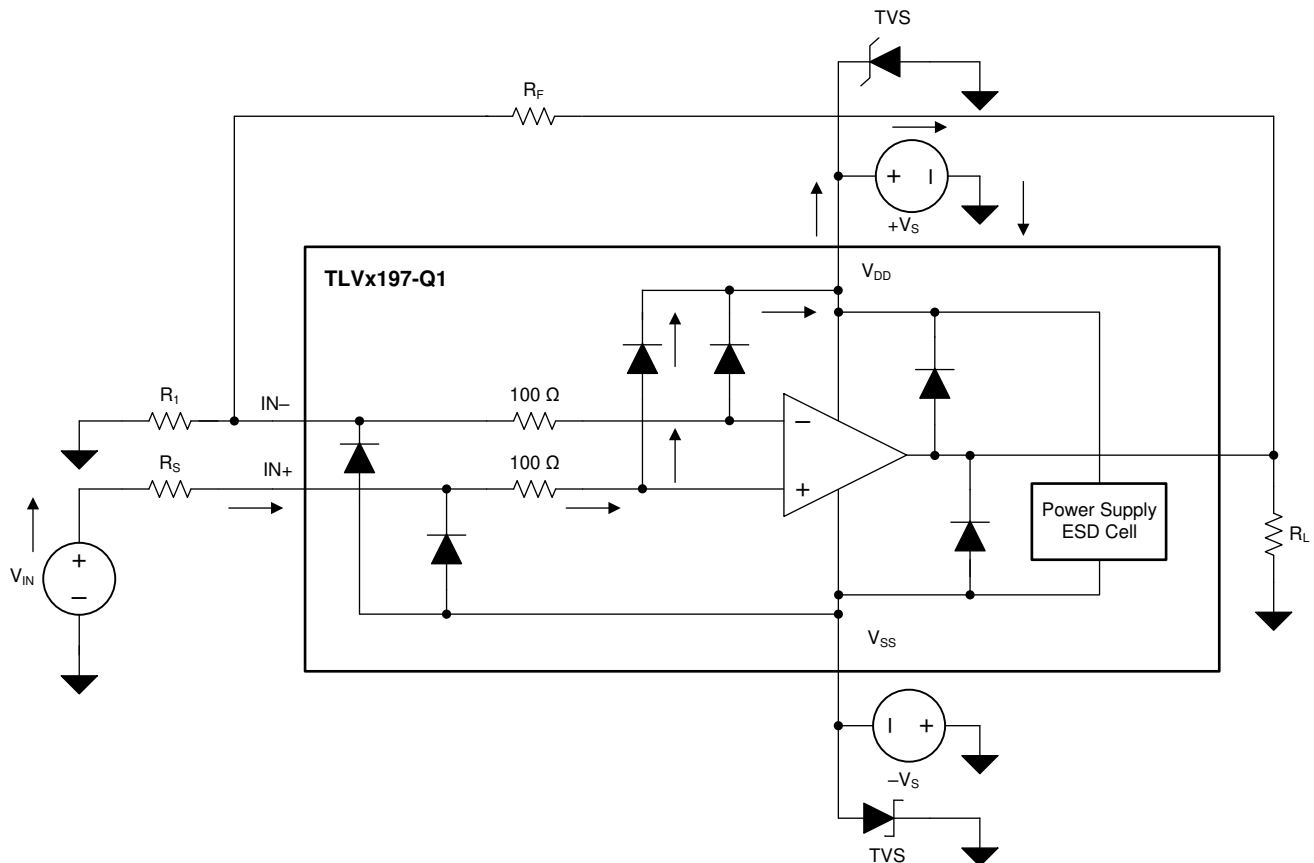 TVS
R_F
+ –
+V_S
TLVx197-Q1
V_DD
R_1
IN–
100 Ω
–
R_S
IN+
100 Ω
+
Power Supply
ESD Cell
R_L
V_IN
+
–
V_SS
– +
–V_S
TVS